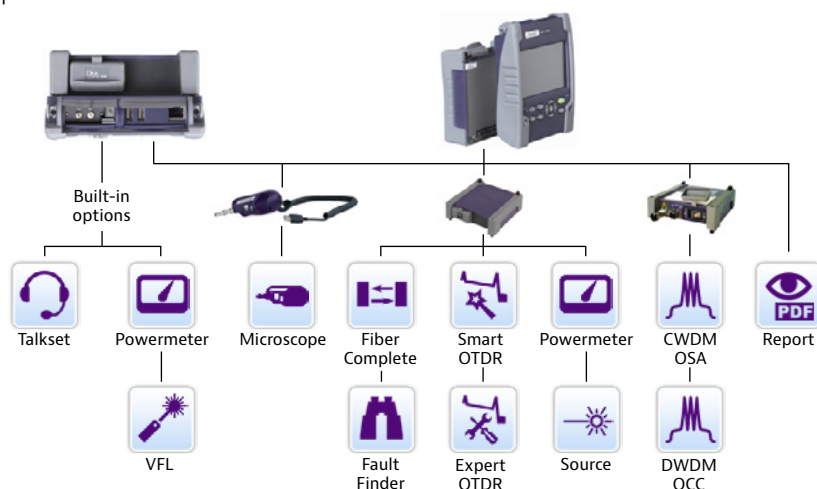 Built-in
options
Talkset
Powermeter
Microscope
Fiber
Complete
Smart
OTDR
Powermeter
CWDM
OSA
PDF
Report
VFL
Fault
Finder
Expert
OTDR
Source
DWDM
OCC